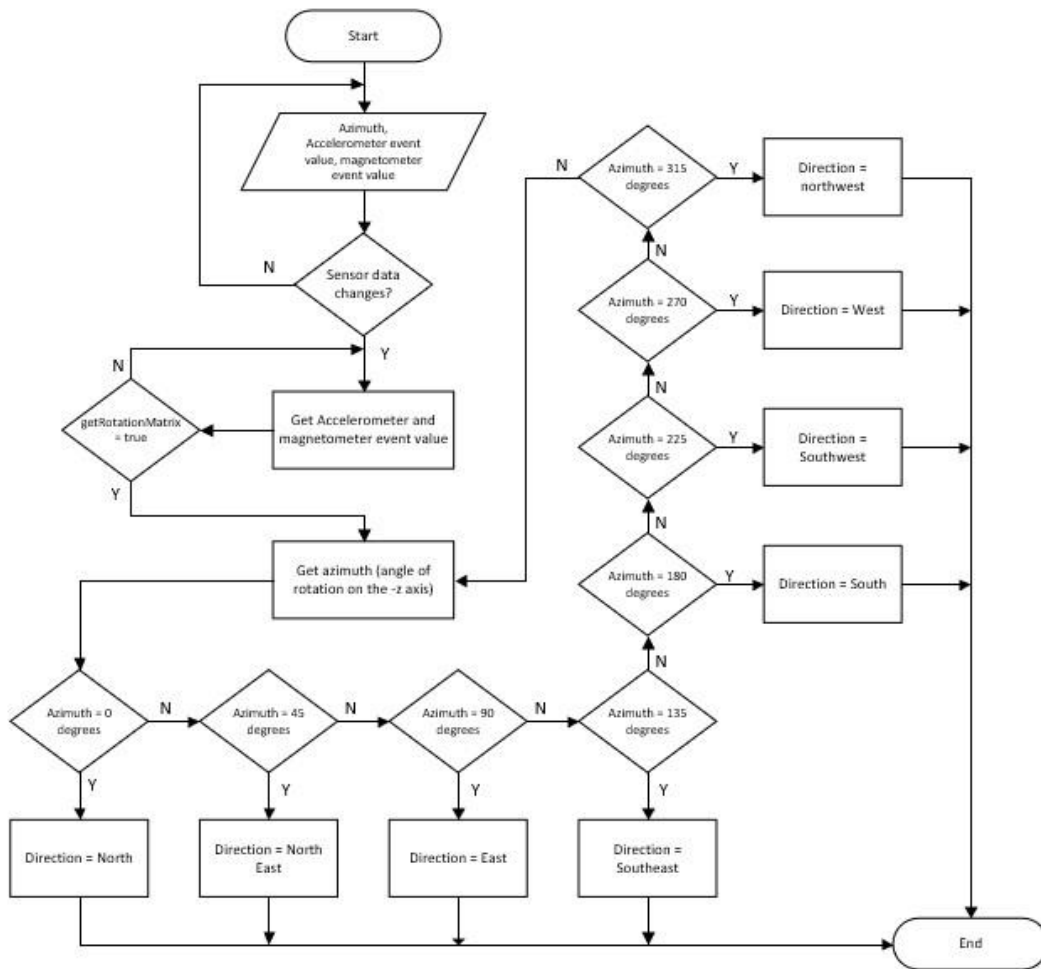 Start
Azimuth,
Accelerometer event
value, magnetometer
event value
N
Sensor data
changes?
Y
N
getRotationMatrix
= true
Get Accelerometer and
magnetometer event value
Y
Get azimuth (angle of
rotation on the -z axis)
Azimuth = 0
degrees
N
Azimuth = 45
degrees
N
Azimuth = 90
degrees
N
Azimuth = 135
degrees
Y
Y
Y
Y
Direction = North
Direction = North
East
Direction = East
Direction =
Southeast
N
Azimuth = 180
degrees
Y
Direction = South
N
Azimuth = 225
degrees
Y
Direction =
Southwest
N
Azimuth = 270
degrees
Y
Direction = West
N
Azimuth = 315
degrees
Y
Direction =
northwest
N
End